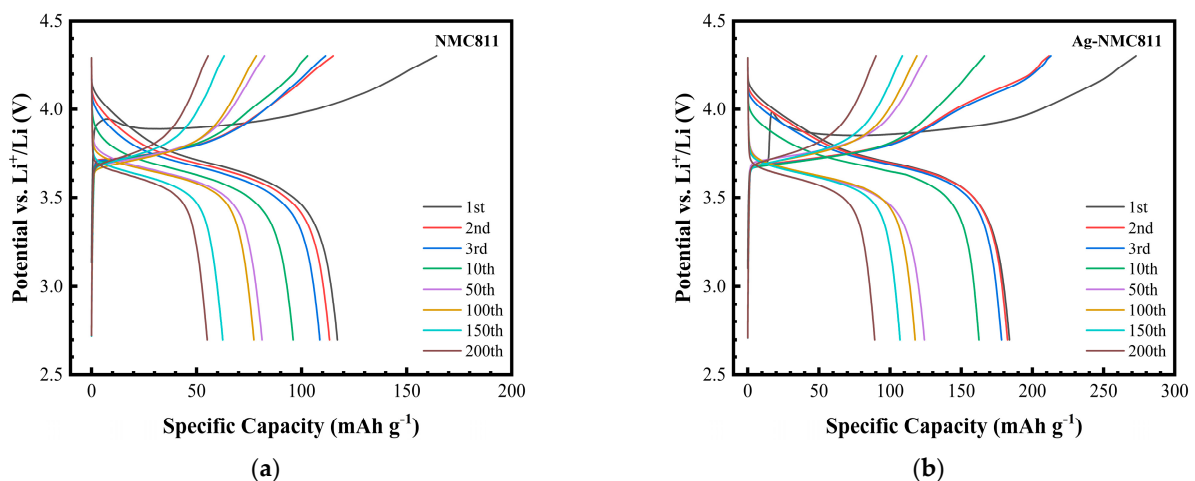 4.5
4.0
3.5
3.0
2.5
Potential vs. Li⁺/Li (V)
NMC811
1st
2nd
3rd
10th
50th
100th
150th
200th
0 50 100 150 200
Specific Capacity (mAh g⁻¹)
(a)
4.5
4.0
3.5
3.0
2.5
Potential vs. Li⁺/Li (V)
Ag-NMC811
1st
2nd
3rd
10th
50th
100th
150th
200th
0 50 100 150 200 250 300
Specific Capacity (mAh g⁻¹)
(b)